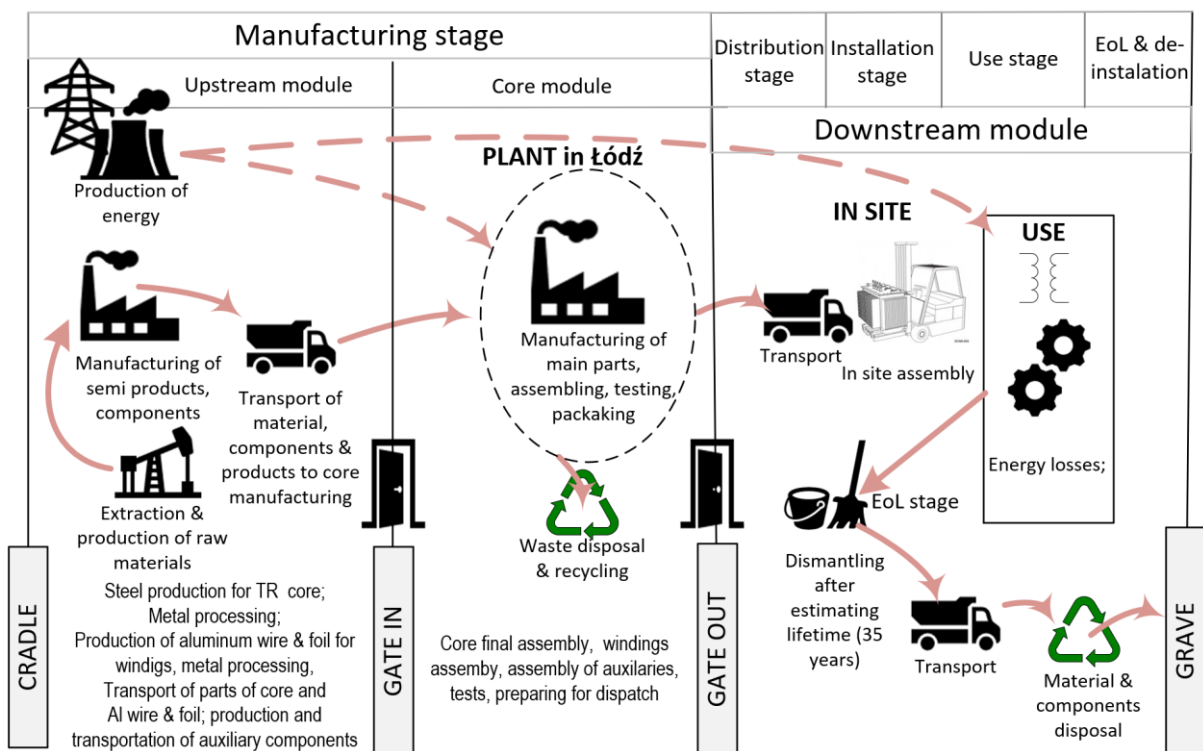 Manufacturing stage
Distribution
stage
Installation
stage
Use stage
EoL & de-
instalation
Upstream module
Core module
Downstream module
Production of
energy
PLANT in Łódź
IN SITE
USE
Manufacturing of
semi products,
components
Transport of
material,
components &
products to core
manufacturing
Extraction &
production of raw
materials
Manufacturing of
main parts,
assembling, testing,
packaking
Waste disposal
& recycling
Transport
In site assembly
Energy losses;
EoL stage
Dismantling
after
estimating
lifetime (35
years)
Transport
Material &
components
disposal
CRADLE
Steel production for TR core;
Metal processing;
Production of aluminum wire & foil for
windigs, metal processing,
Transport of parts of core and
Al wire & foil; production and
transportation of auxiliary components
GATE IN
Core final assembly, windings
assemby, assembly of auxilaries,
tests, preparing for dispatch
GATE OUT
GRAVE